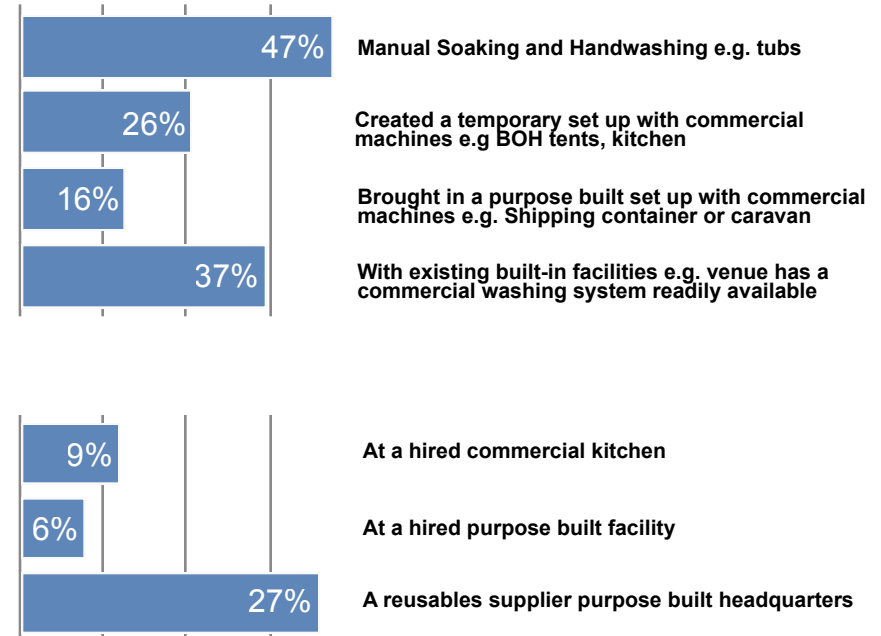 47% Manual Soaking and Handwashing e.g. tubs
26% Created a temporary set up with commercial
machines e.g BOH tents, kitchen
16% Brought in a purpose built set up with commercial
machines e.g. Shipping container or caravan
37% With existing built-in facilities e.g. venue has a
commercial washing system readily available
9% At a hired commercial kitchen
6% At a hired purpose built facility
27% A reusables supplier purpose built headquarters